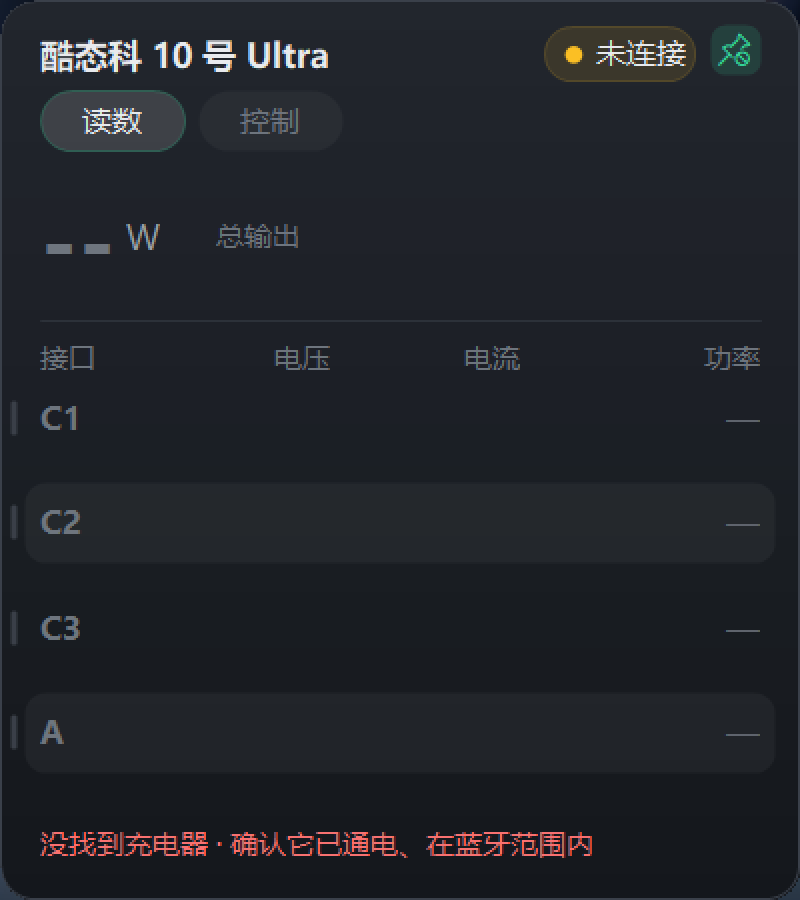 酷态科 10 号 Ultra 未连接
读数 控制
-- W 总输出
接口 电压 电流 功率
C1 —
C2 —
C3 —
A —
没找到充电器 · 确认它已通电、在蓝牙范围内